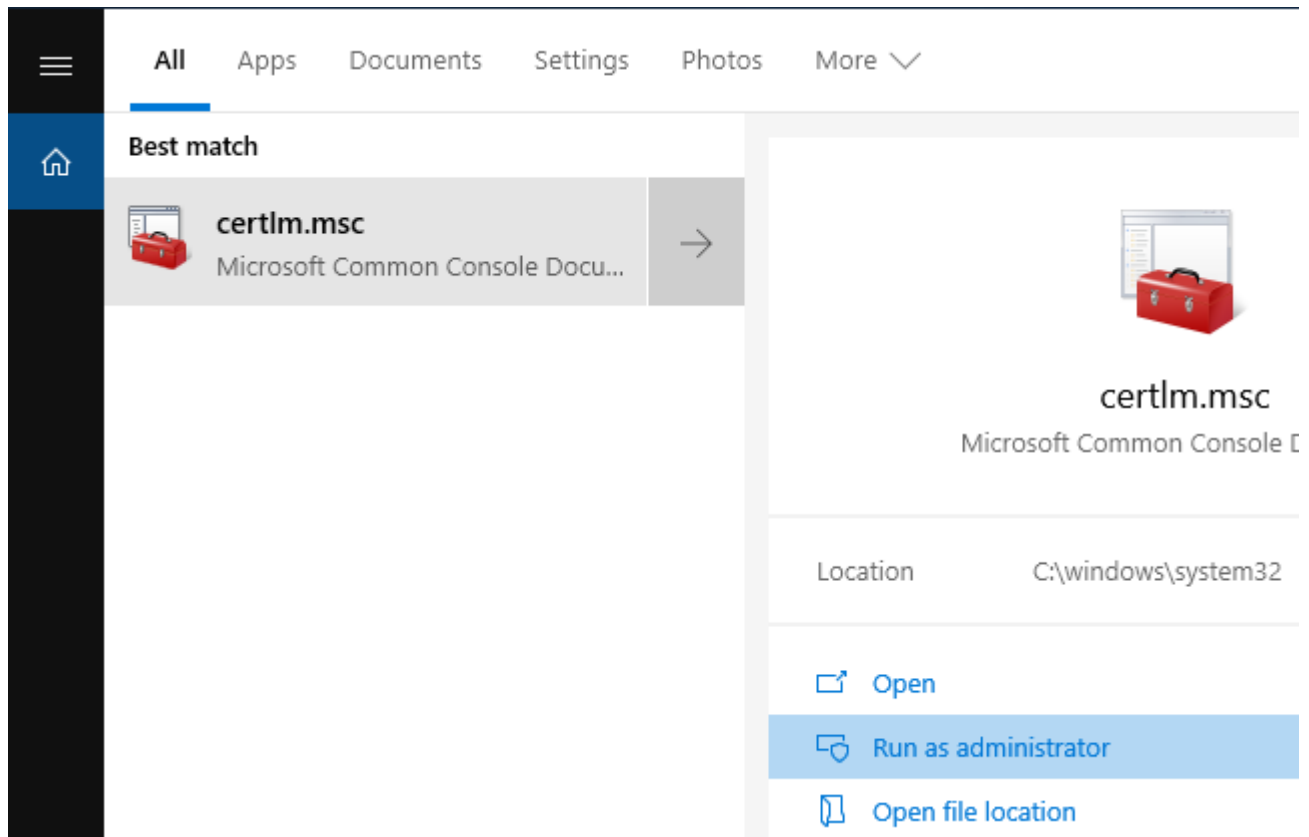 All Apps Documents Settings Photos More
Best match
certlm.msc
Microsoft Common Console Docu...
certlm.msc
Microsoft Common Console
Location C:\windows\system32
Open
Run as administrator
Open file location